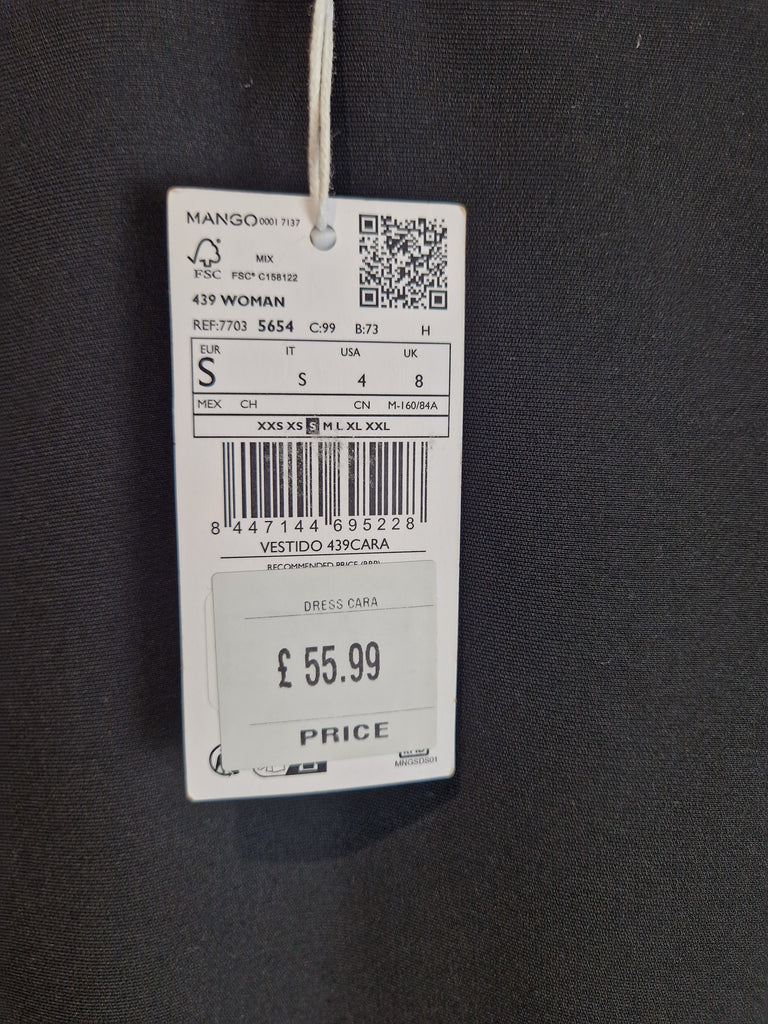 MANGO 0001 7137
FSC
MIX
FSC® C158122
439 WOMAN
REF:7703 5654 C:99 B:73 H
EUR IT USA UK
S S 4 8
MEX CH CN M-160/84A
XXS XS S M L XL XXL
8 447144 695228
VESTIDO 439CARA
RECOMMENDED PRICE (RRP)
DRESS CARA
£ 55.99
PRICE
MNGSDS01